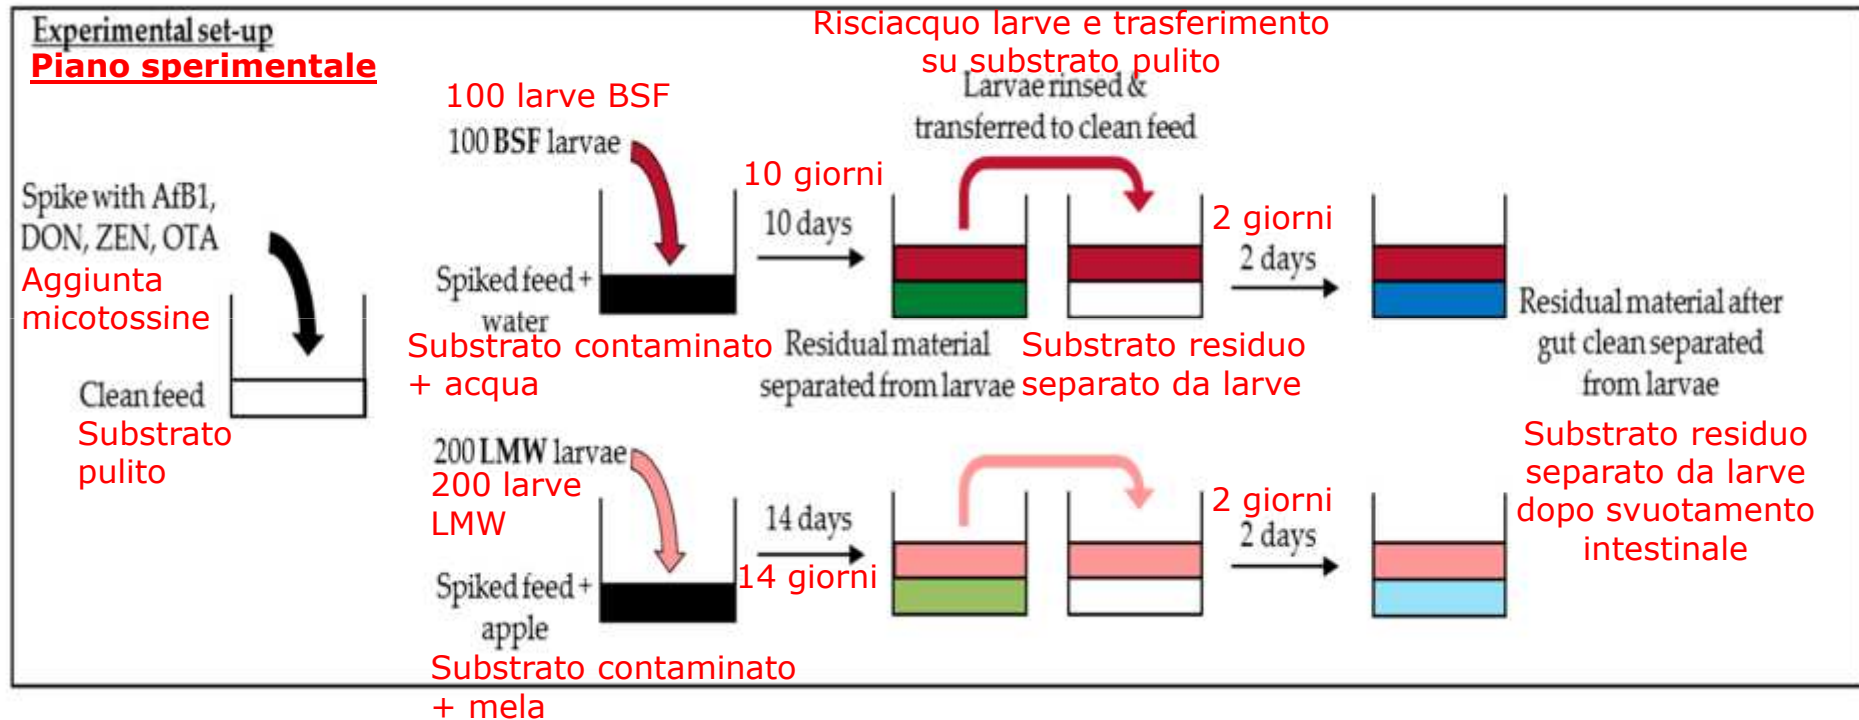 Experimental set-up
Piano sperimentale
Risciacquo larve e trasferimento
su substrato pulito
Larvae rinsed &
transferred to clean feed
100 larve BSF
100 BSF larvae
Spike with AfB1,
DON, ZEN, OTA
Aggiunta
micotossine
Clean feed
Substrato
pulito
Spiked feed +
water
Substrato contaminato
+ acqua
10 giorni
10 days
Residual material
separated from larvae
Substrato residuo
separato da larve
2 giorni
2 days
Residual material after
gut clean separated
from larvae
Substrato residuo
separato da larve
dopo svuotamento
intestinale
200 LMW larvae
200 larve
LMW
Spiked feed +
apple
Substrato contaminato
+ mela
14 days
14 giorni
2 giorni
2 days